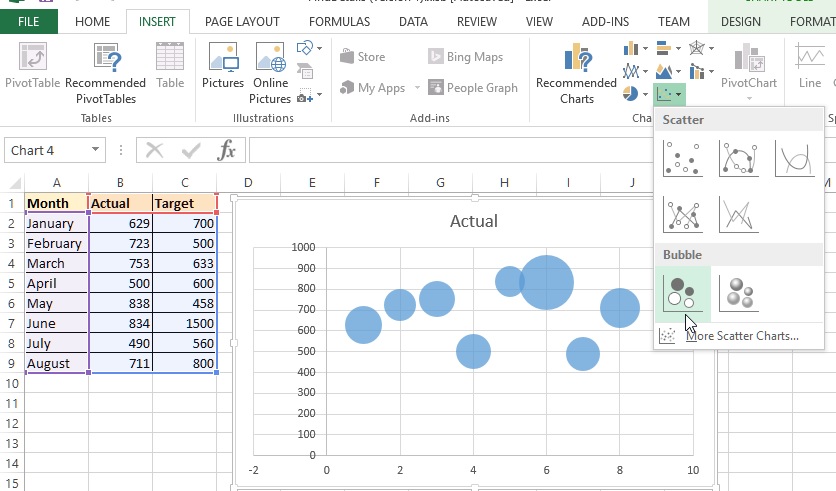 FILE HOME INSERT PAGE LAYOUT FORMULAS DATA REVIEW VIEW ADD-INS TEAM DESIGN FORMAT
PivotTable Recommended PivotTables Table Pictures Online Pictures Store My Apps Bing Maps People Graph Recommended Charts PivotChart Line
Tables Illustrations Add-ins Cha
Scatter
Bubble
More Scatter Charts...
Chart 4 fx
A B C D E F G H I J M
1 Month Actual Target
2 January 629 700
3 February 723 500
4 March 753 633
5 April 500 600
6 May 838 458
7 June 834 1500
8 July 490 560
9 August 711 800
10
11
12
13
14
15
Actual
1000
900
800
700
600
500
400
300
200
100
0
-2 0 2 4 6 8 10